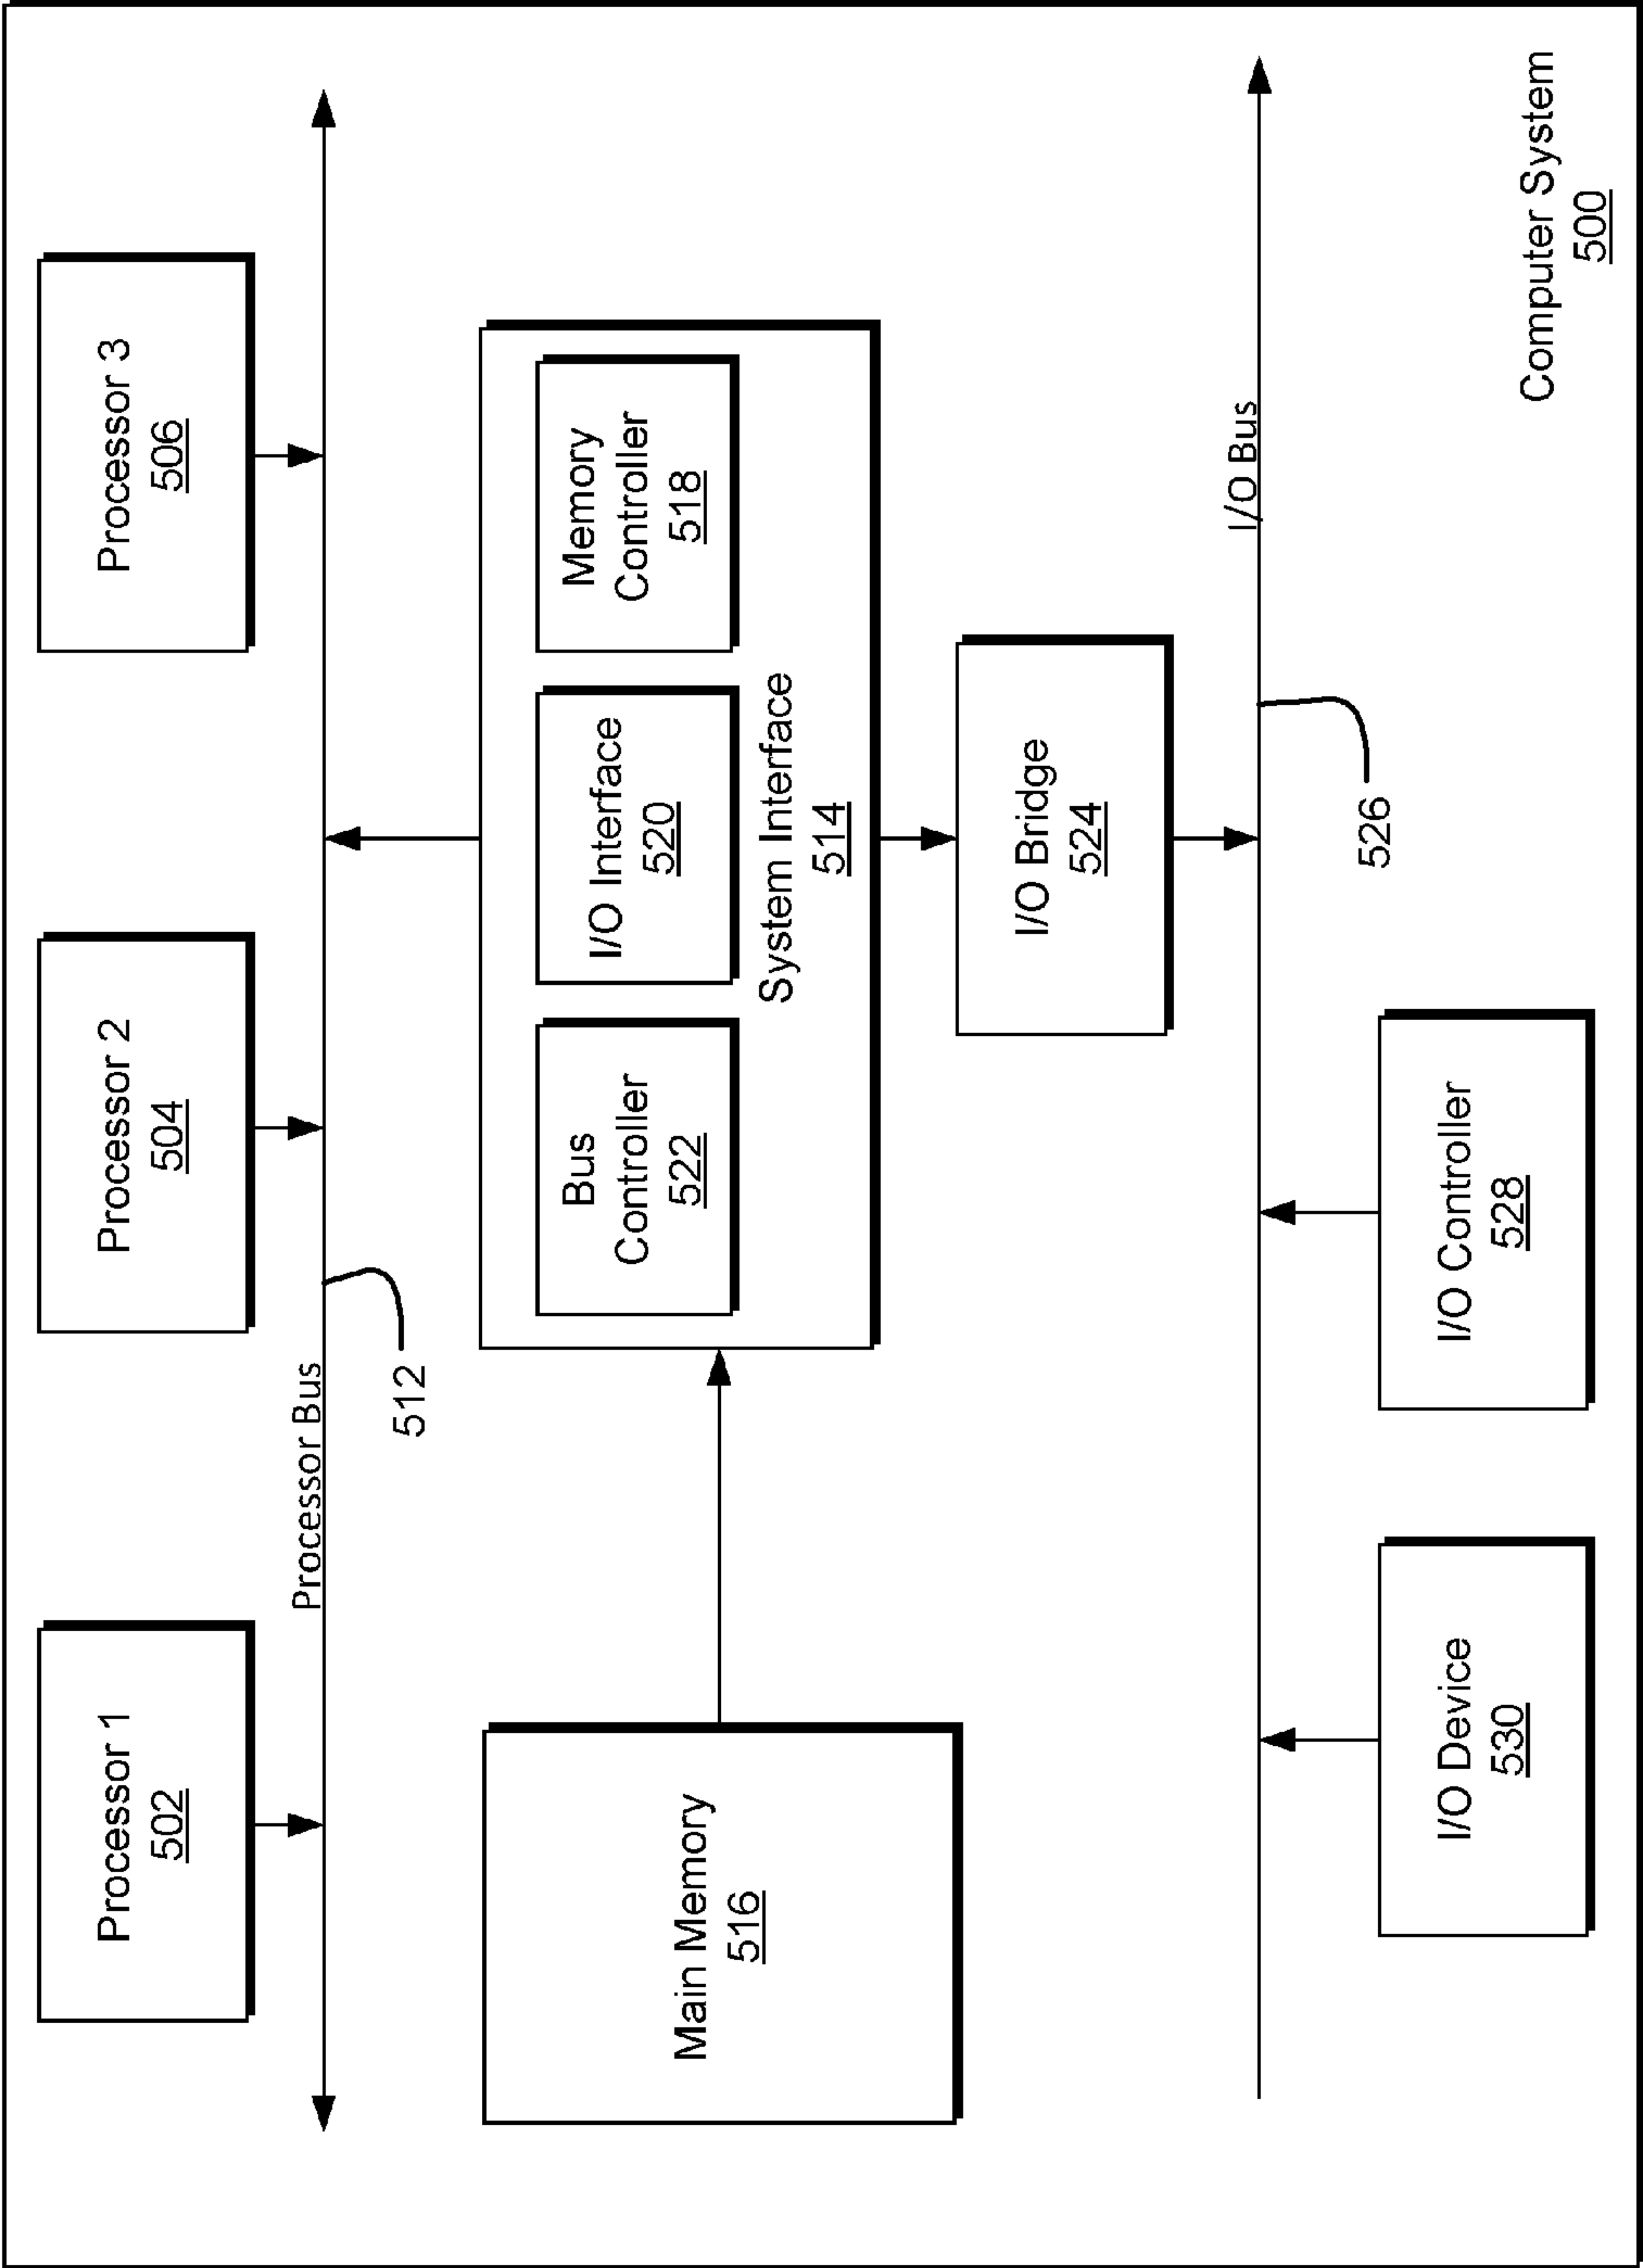 Processor 1
502
Processor 2
504
Processor 3
506
Processor Bus
512
Main Memory
516
Bus
Controller
522
I/O Interface
520
Memory
Controller
518
System Interface
514
I/O Bridge
524
I/O Bus
526
I/O Device
530
I/O Controller
528
Computer System
500